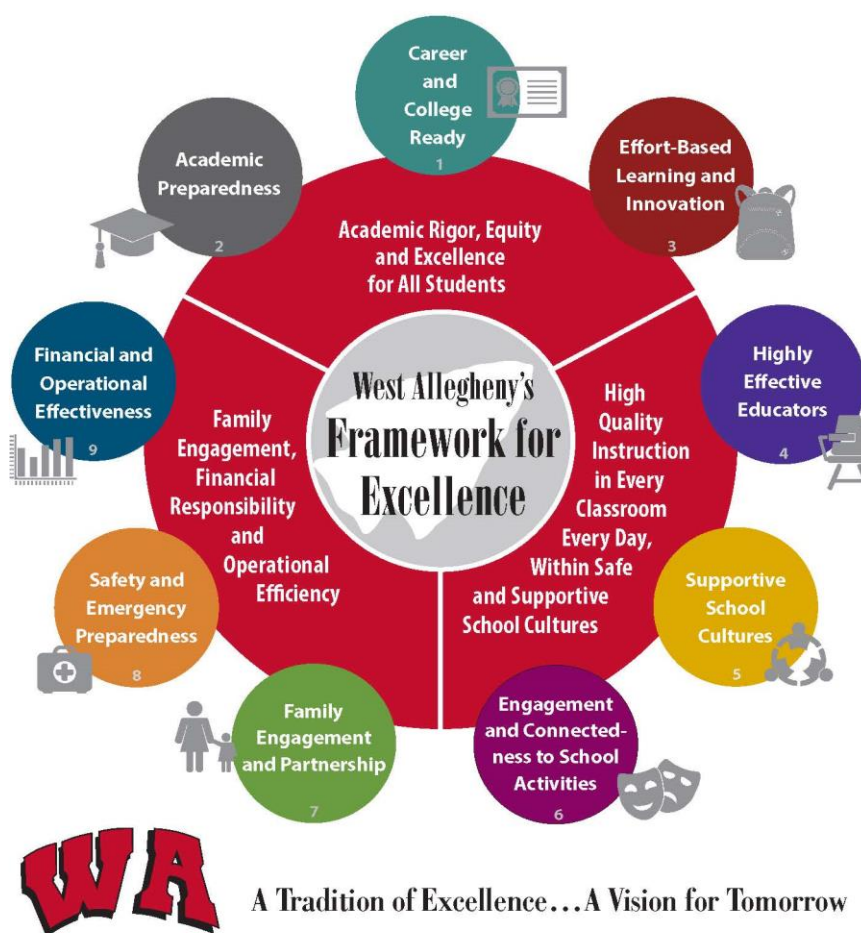 Career
and
College
Ready
1
Academic
Preparedness
2
Effort-Based
Learning and
Innovation
3
Academic Rigor, Equity
and Excellence
for All Students
Financial and
Operational
Effectiveness
9
Highly
Effective
Educators
4
West Allegheny's
Framework for
Excellence
Family
Engagement,
Financial
Responsibility
and
Operational
Efficiency
High
Quality
Instruction
in Every
Classroom
Every Day,
Within Safe
and Supportive
School Cultures
Safety and
Emergency
Preparedness
8
Supportive
School
Cultures
5
Family
Engagement
and Partnership
7
Engagement
and Connected-
ness to School
Activities
6
WA
A Tradition of Excellence...A Vision for Tomorrow